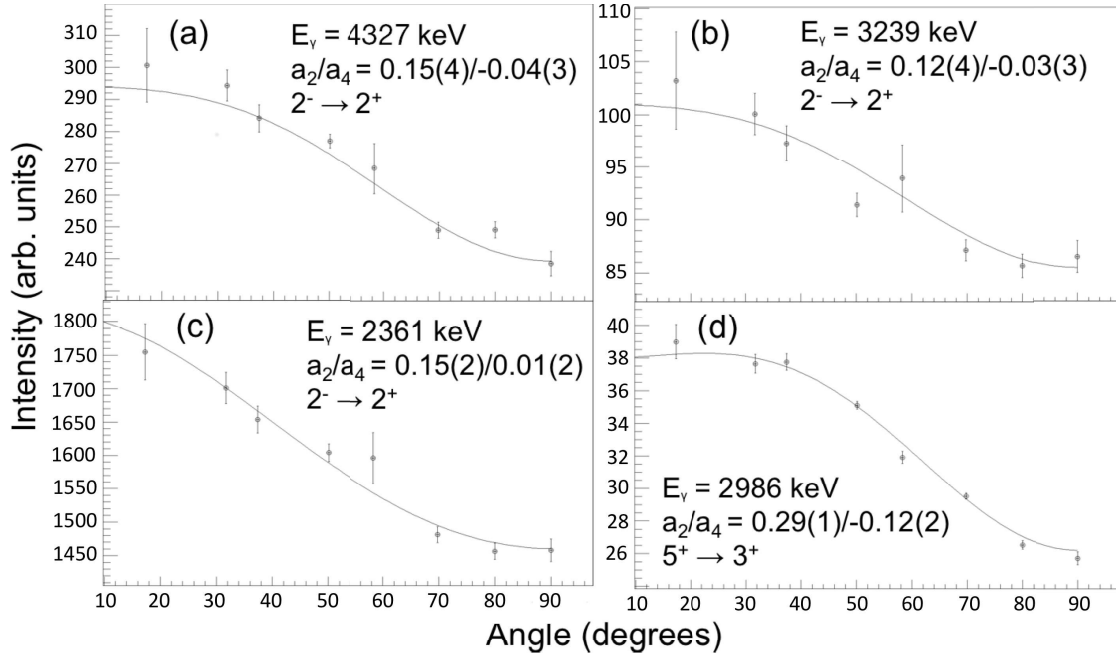 (a)
E_γ = 4327 keV
a₂/a₄ = 0.15(4)/-0.04(3)
2⁻ → 2⁺
310
300
290
280
270
260
250
240
(b)
E_γ = 3239 keV
a₂/a₄ = 0.12(4)/-0.03(3)
2⁻ → 2⁺
110
105
100
95
90
85
(c)
E_γ = 2361 keV
a₂/a₄ = 0.15(2)/0.01(2)
2⁻ → 2⁺
1800
1750
1700
1650
1600
1550
1500
1450
10 20 30 40 50 60 70 80 90
(d)
E_γ = 2986 keV
a₂/a₄ = 0.29(1)/-0.12(2)
5⁺ → 3⁺
40
38
36
34
32
30
28
26
10 20 30 40 50 60 70 80 90
Intensity (arb. units)
Angle (degrees)